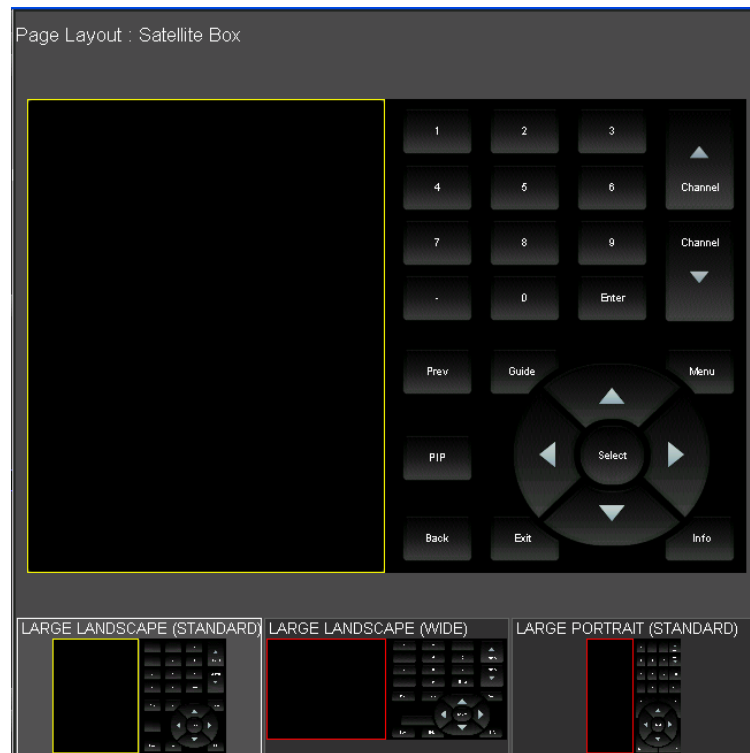 Page Layout : Satellite Box
1 2 3
4 5 6 Channel
7 8 9 Channel
- 0 Enter
Prev Guide Menu
PIP Select
Back Exit Info
LARGE LANDSCAPE (STANDARD) LARGE LANDSCAPE (WIDE) LARGE PORTRAIT (STANDARD)